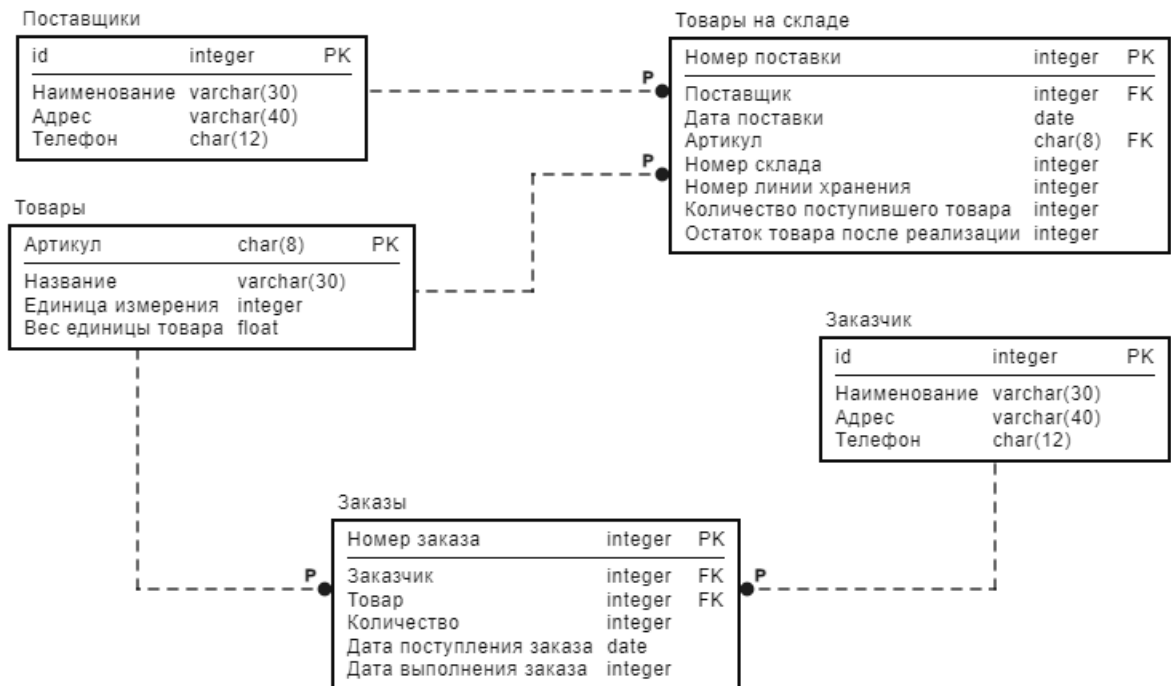 Поставщики
id integer PK
Наименование varchar(30)
Адрес varchar(40)
Телефон char(12)
Товары на складе
Номер поставки integer PK
Поставщик integer FK
Дата поставки date
Артикул char(8) FK
Номер склада integer
Номер линии хранения integer
Количество поступившего товара integer
Остаток товара после реализации integer
P
P
Товары
Артикул char(8) PK
Название varchar(30)
Единица измерения integer
Вес единицы товара float
Заказчик
id integer PK
Наименование varchar(30)
Адрес varchar(40)
Телефон char(12)
Заказы
Номер заказа integer PK
Заказчик integer FK
Товар integer FK
Количество integer
Дата поступления заказа date
Дата выполнения заказа integer
P
P